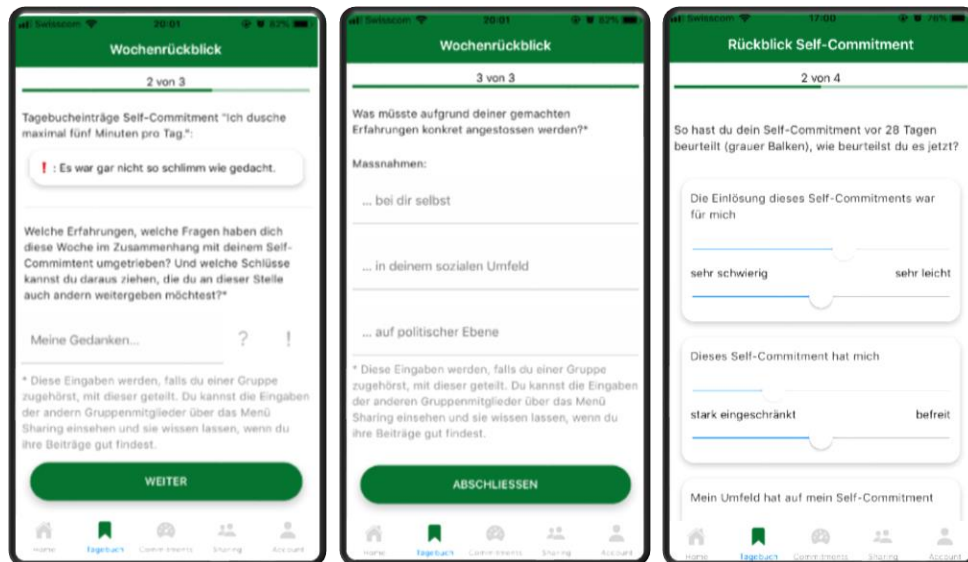 Swisscom 20:01 82%
Wochenrückblick
2 von 3
Tagebucheinträge Self-Commitment "Ich dusche
maximal fünf Minuten pro Tag.":
! : Es war gar nicht so schlimm wie gedacht.
Welche Erfahrungen, welche Fragen haben dich
diese Woche im Zusammenhang mit deinem Self-
Commimtent umgetrieben? Und welche Schlüsse
kannst du daraus ziehen, die du an dieser Stelle
auch andern weitergeben möchtest?*
Meine Gedanken... ? !
* Diese Eingaben werden, falls du einer Gruppe
zugehörst, mit dieser geteilt. Du kannst die Eingaben
der andern Gruppenmitglieder über das Menü
Sharing einsehen und sie wissen lassen, wenn du
ihre Beiträge gut findest.
WEITER
Home Tagebuch Commitments Sharing Account
Swisscom 20:01 82%
Wochenrückblick
3 von 3
Was müsste aufgrund deiner gemachten
Erfahrungen konkret angestossen werden?*
Massnahmen:
... bei dir selbst
... in deinem sozialen Umfeld
... auf politischer Ebene
* Diese Eingaben werden, falls du einer Gruppe
zugehörst, mit dieser geteilt. Du kannst die Eingaben
der andern Gruppenmitglieder über das Menü
Sharing einsehen und sie wissen lassen, wenn du
ihre Beiträge gut findest.
ABSCHLIESSEN
Home Tagebuch Commitments Sharing Account
Swisscom 17:00 76%
Rückblick Self-Commitment
2 von 4
So hast du dein Self-Commitment vor 28 Tagen
beurteilt (grauer Balken), wie beurteilst du es jetzt?
Die Einlösung dieses Self-Commitments war
für mich
sehr schwierig sehr leicht
Dieses Self-Commitment hat mich
stark eingeschränkt befreit
Mein Umfeld hat auf mein Self-Commitment
Home Tagebuch Commitments Sharing Account